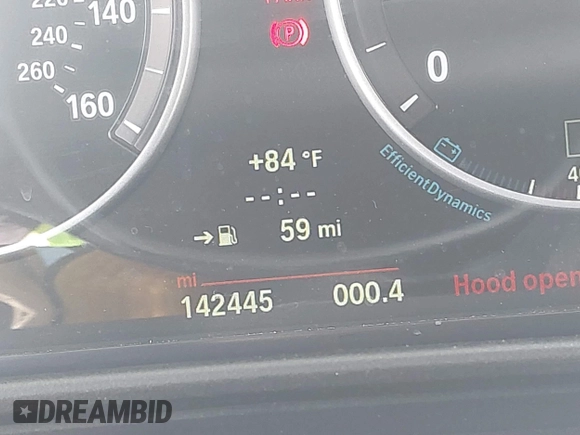 220
140
240
260
160
P
0
+84 °F
--:--
EfficientDynamics
59 mi
mi
142445 000.4 Hood open
DREAMBID